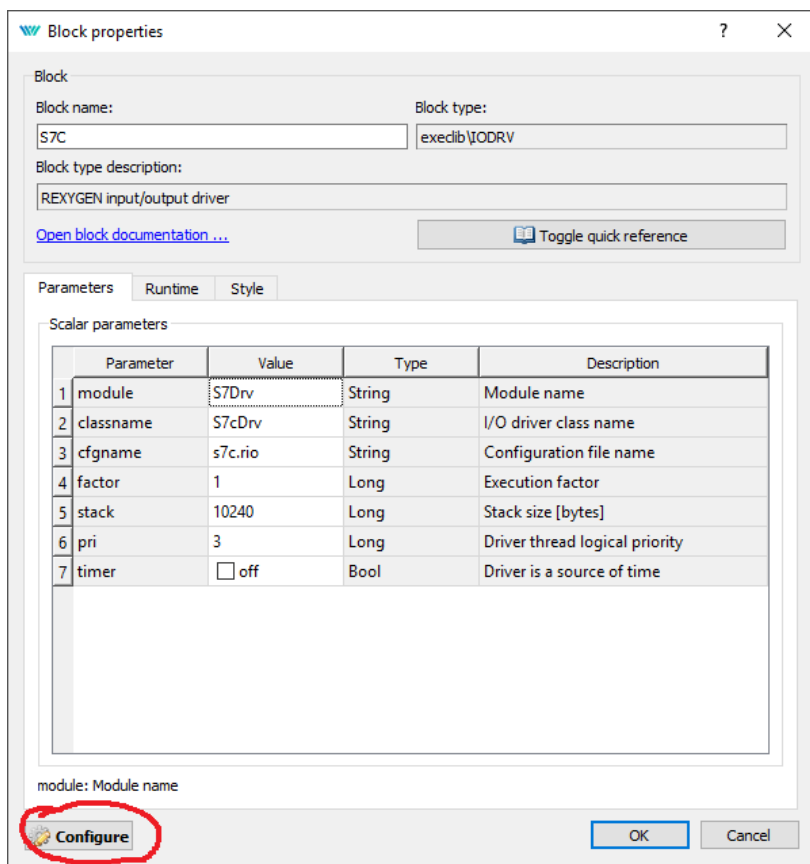 Block properties
?
Block
Block name:
Block type:
S7C
execlib\IODRV
Block type description:
REXYGEN input/output driver
Open block documentation ...
Toggle quick reference
Parameters Runtime Style
Scalar parameters
Parameter Value Type Description
1 module S7Drv String Module name
2 classname S7cDrv String I/O driver class name
3 cfgname s7c.rio String Configuration file name
4 factor 1 Long Execution factor
5 stack 10240 Long Stack size [bytes]
6 pri 3 Long Driver thread logical priority
7 timer off Bool Driver is a source of time
module: Module name
Configure
OK
Cancel